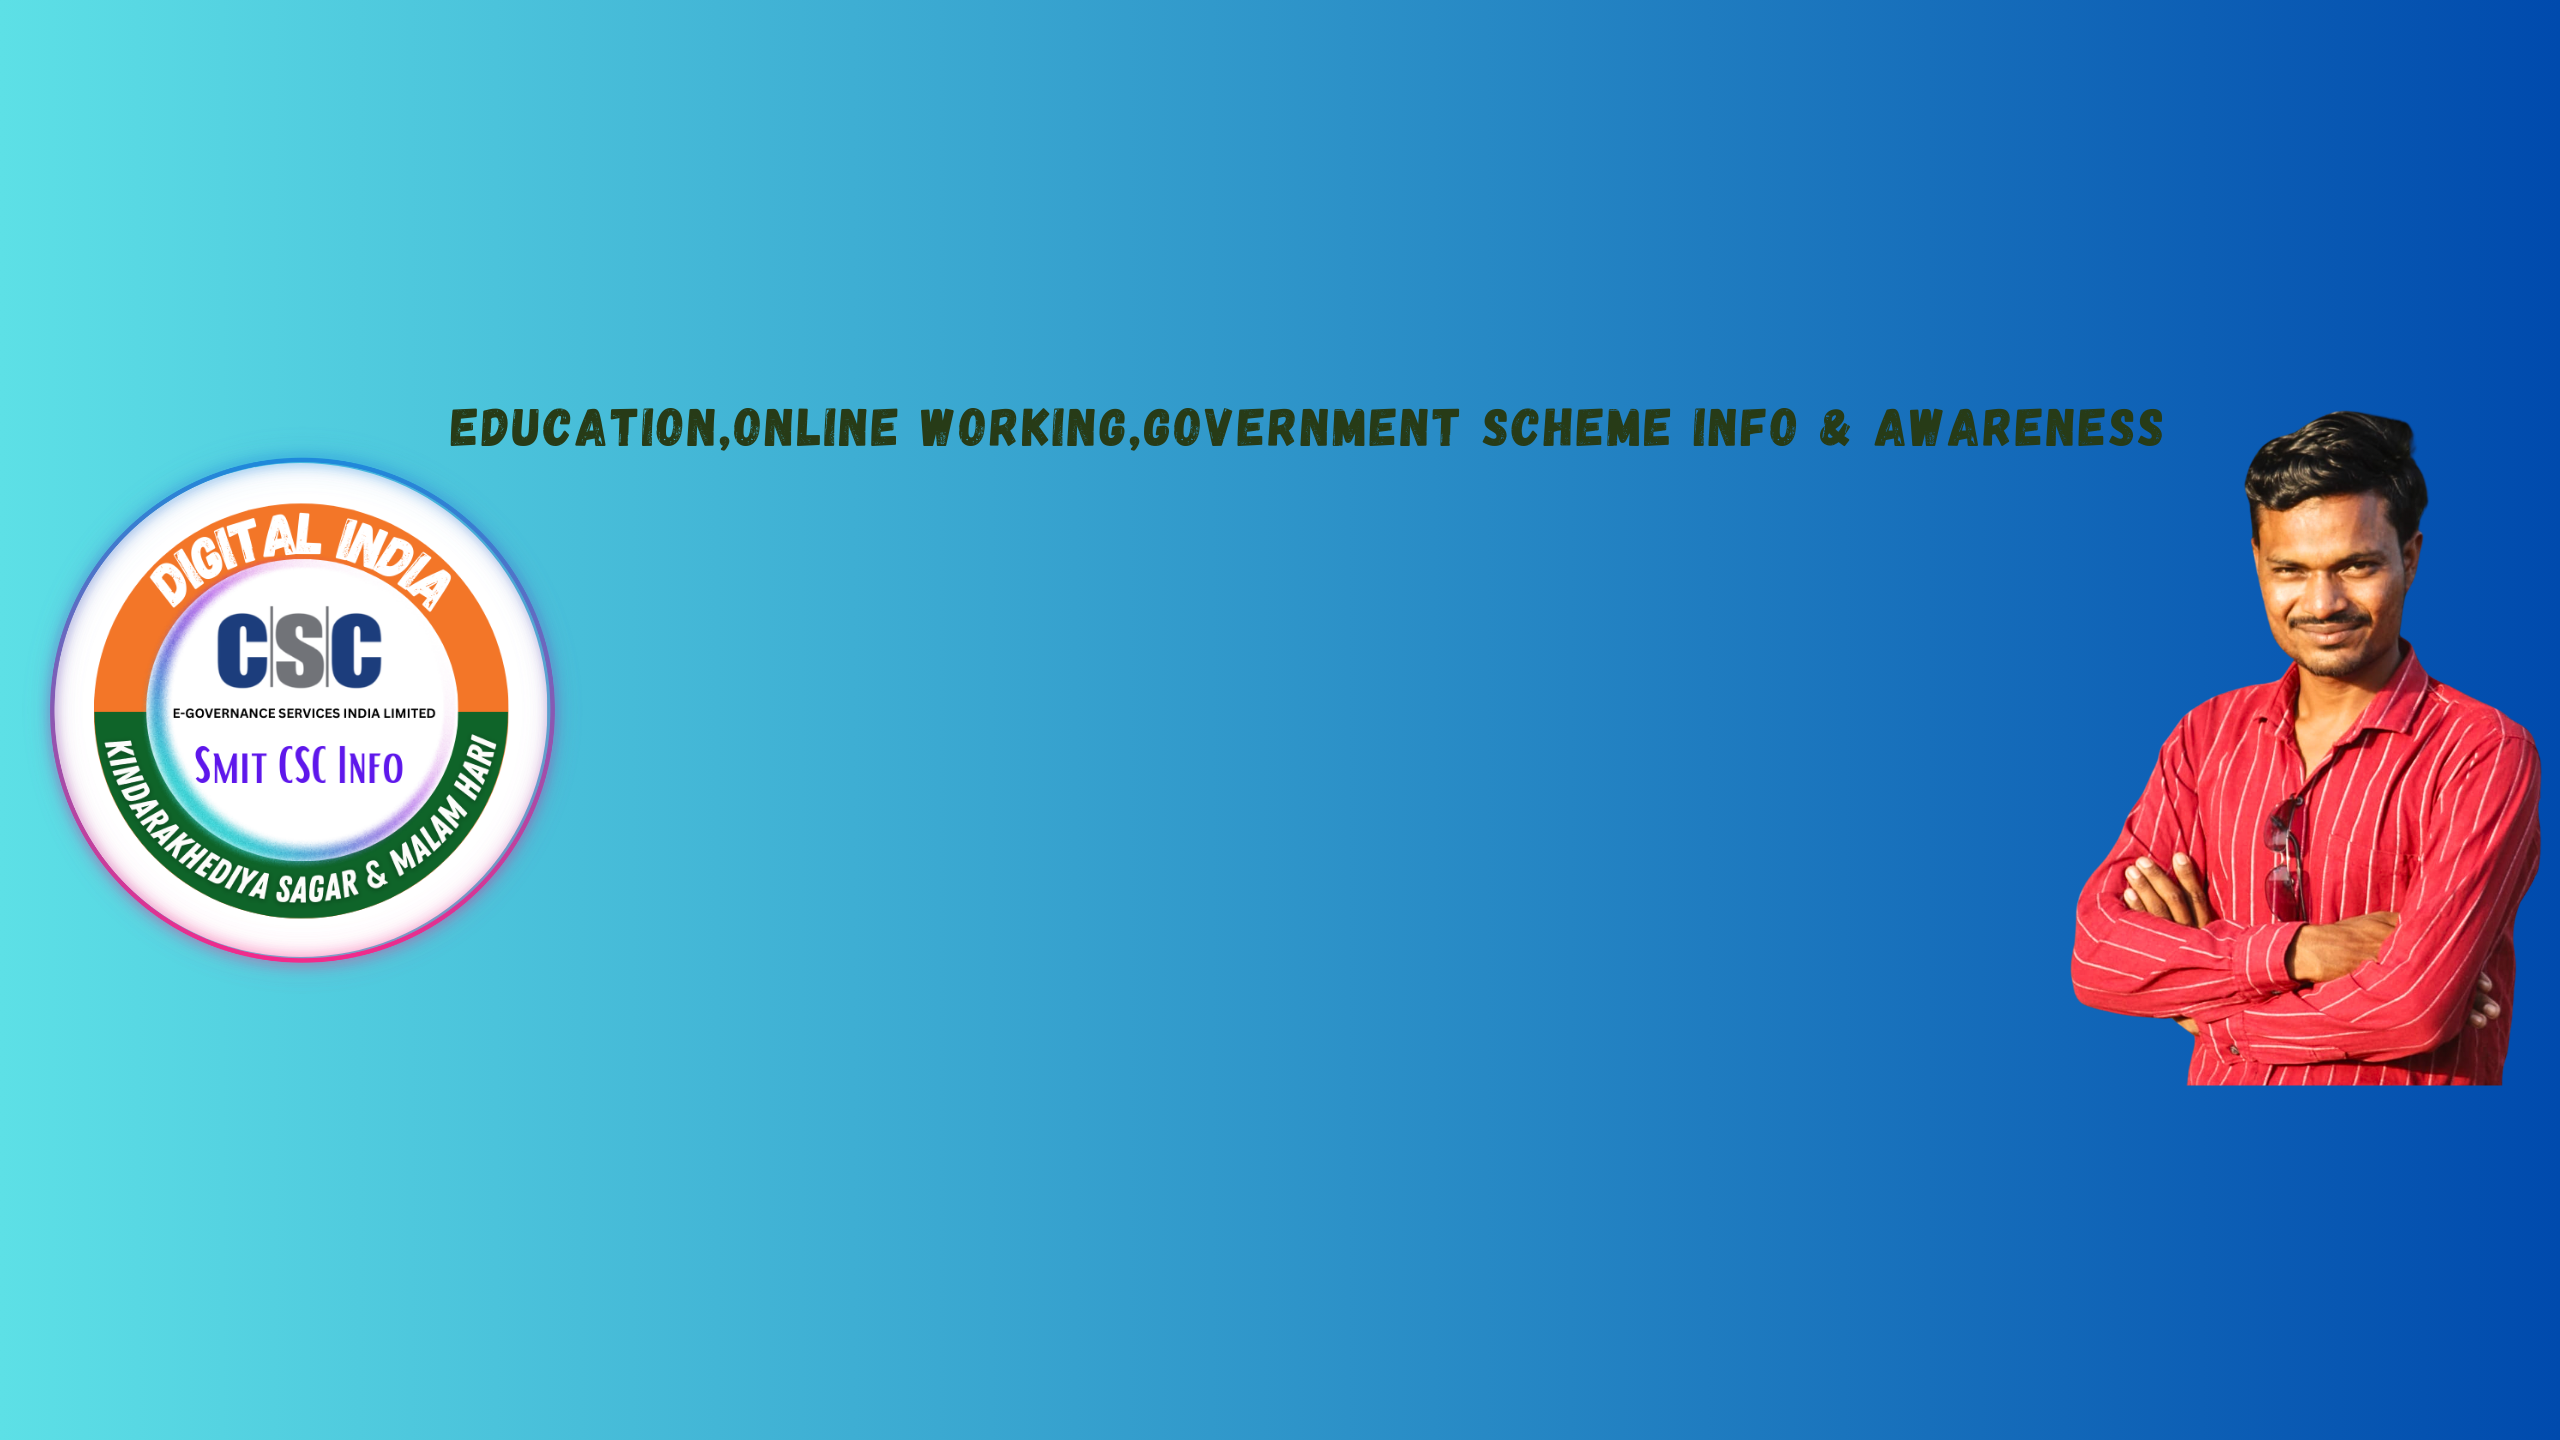 EDUCATION,ONLINE WORKING,GOVERNMENT SCHEME INFO & AWARENESS
DIGITAL INDIA
CSC
E-GOVERNANCE SERVICES INDIA LIMITED
Smit CSC Info
KINDARAKHEDIYA SAGAR & MALAM HARI